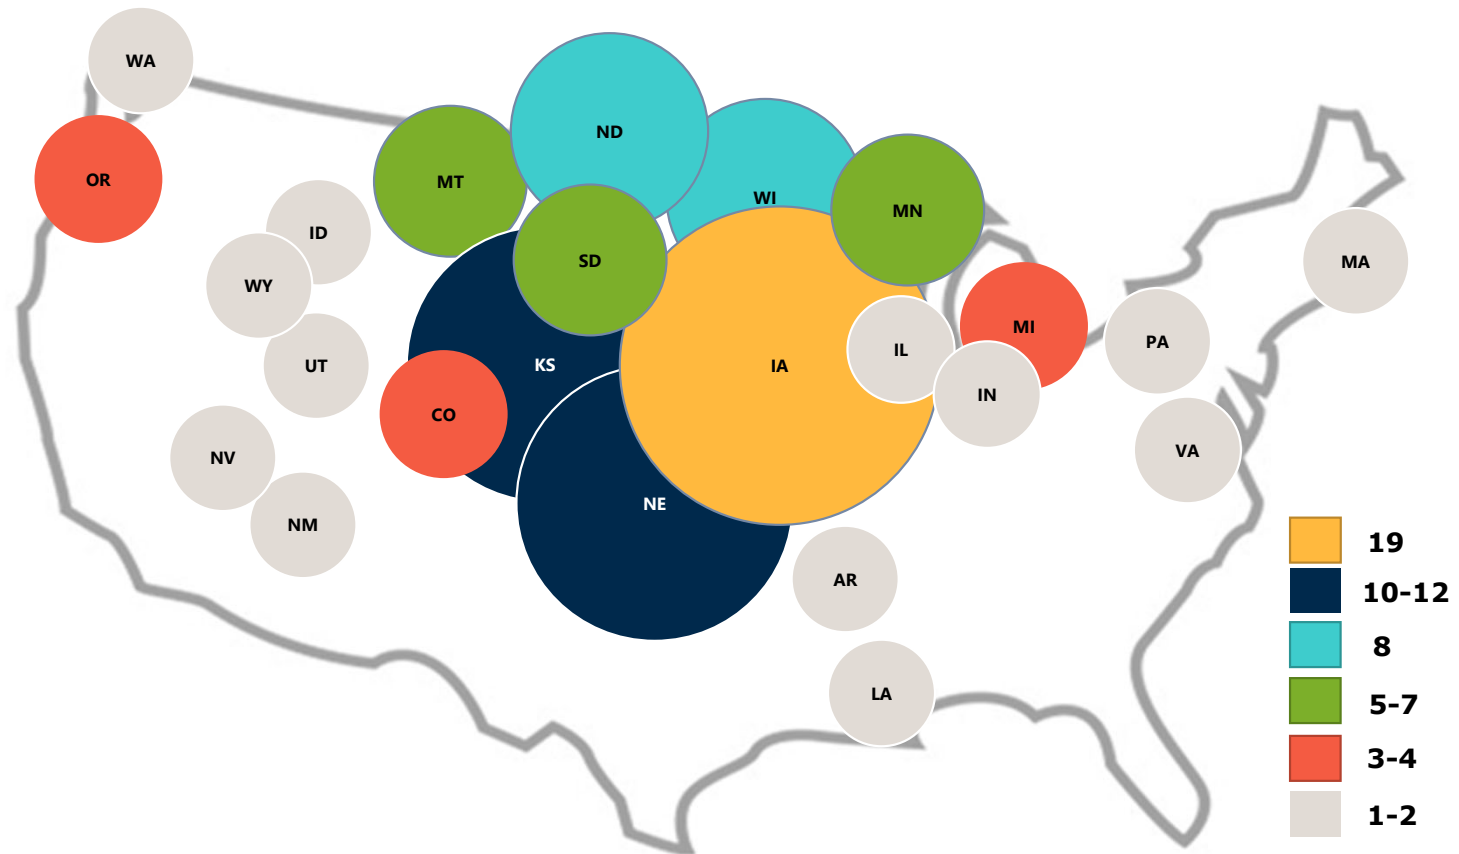 WA
ND
OR
MT
WI
MN
ID
SD
MA
WY
MI
PA
UT
KS
IA
IL
IN
CO
NV
VA
NE
NM
AR
LA
19
10-12
8
5-7
3-4
1-2